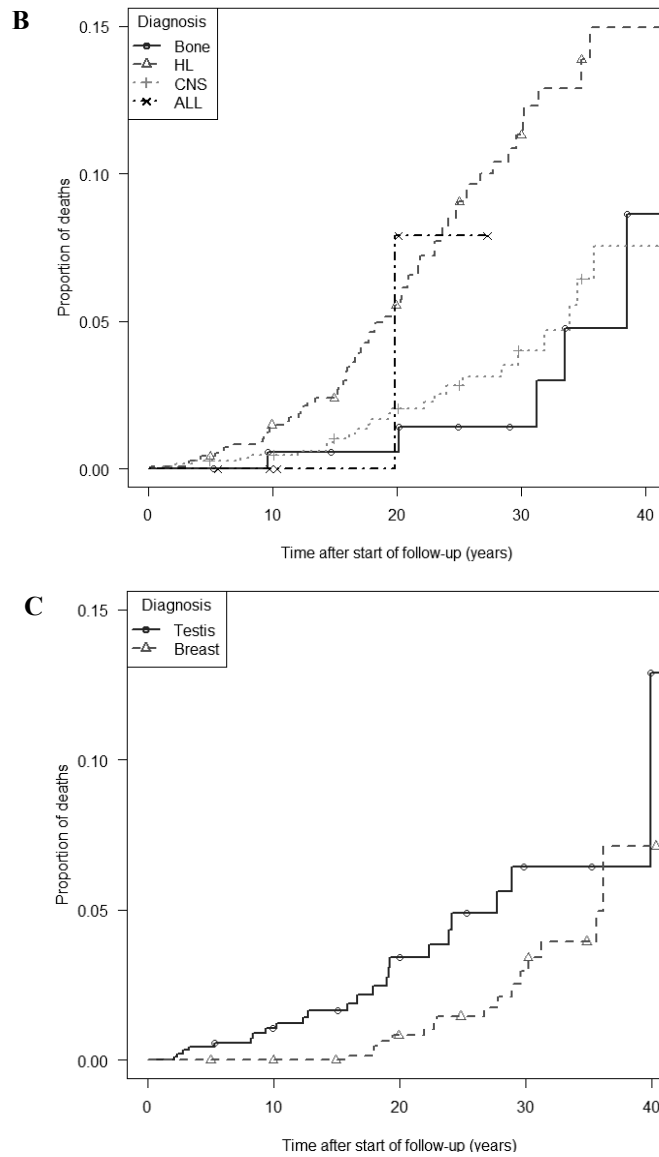 B
Diagnosis
Bone
HL
CNS
ALL
0.15
0.10
0.05
0.00
Proportion of deaths
0 10 20 30 40
Time after start of follow-up (years)
C
Diagnosis
Testis
Breast
0.15
0.10
0.05
0.00
Proportion of deaths
0 10 20 30 40
Time after start of follow-up (years)